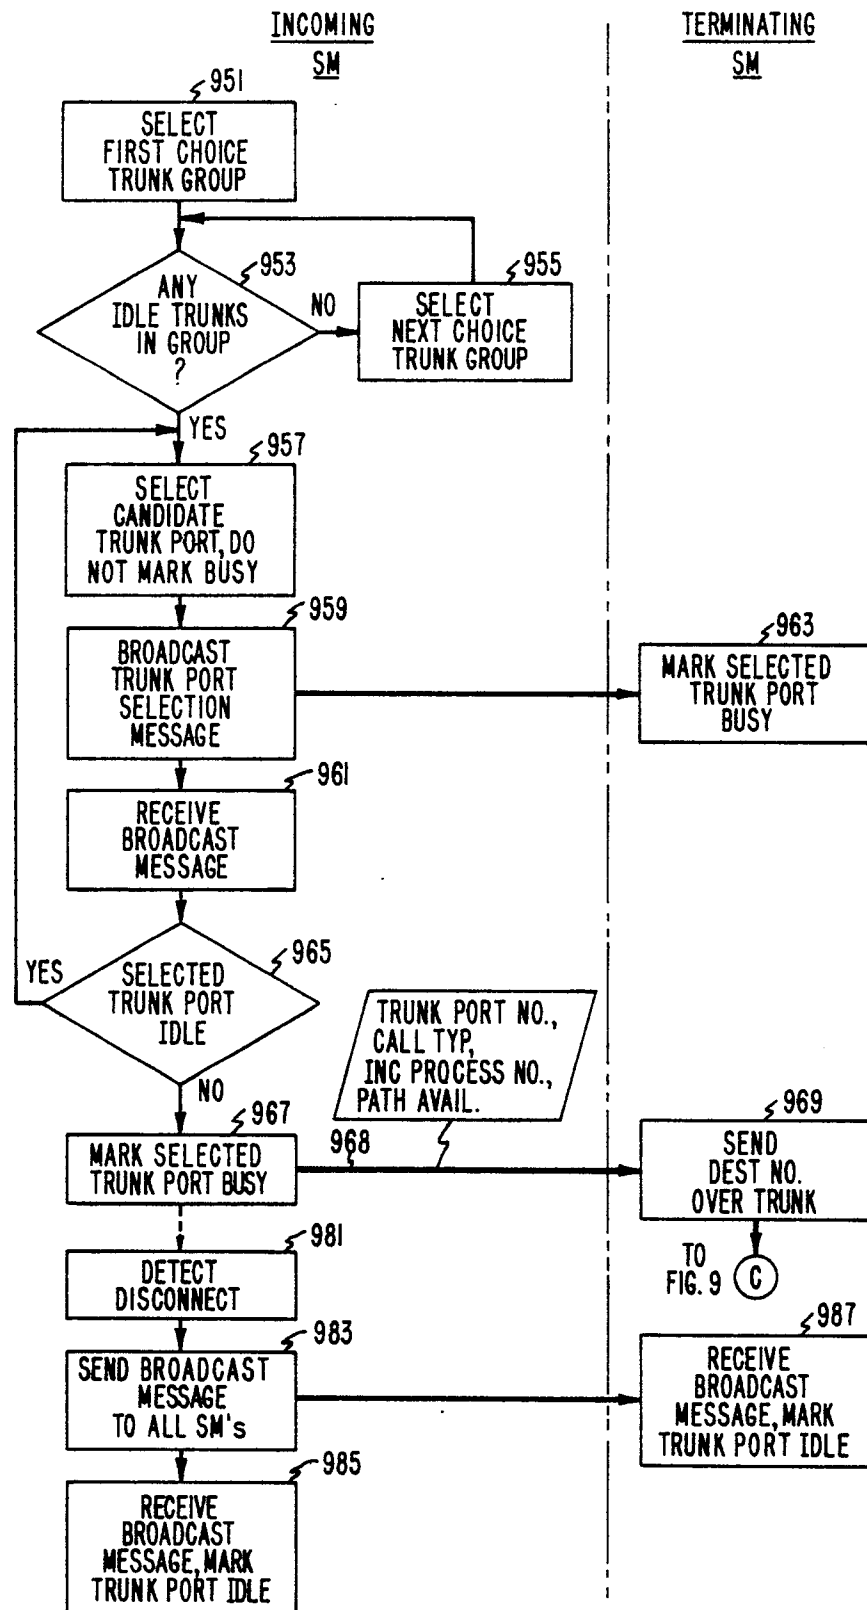 INCOMING
SM
TERMINATING
SM
951
SELECT
FIRST CHOICE
TRUNK GROUP
953
ANY
IDLE TRUNKS
IN GROUP
?
NO
955
SELECT
NEXT CHOICE
TRUNK GROUP
YES
957
SELECT
CANDIDATE
TRUNK PORT, DO
NOT MARK BUSY
959
BROADCAST
TRUNK PORT
SELECTION
MESSAGE
963
MARK SELECTED
TRUNK PORT
BUSY
961
RECEIVE
BROADCAST
MESSAGE
965
YES
SELECTED
TRUNK PORT
IDLE
NO
TRUNK PORT NO.,
CALL TYP,
INC PROCESS NO.,
PATH AVAIL.
967
MARK SELECTED
TRUNK PORT BUSY
968
969
SEND
DEST NO.
OVER TRUNK
TO
FIG. 9
C
981
DETECT
DISCONNECT
983
SEND BROADCAST
MESSAGE
TO ALL SM's
987
RECEIVE
BROADCAST
MESSAGE, MARK
TRUNK PORT IDLE
985
RECEIVE
BROADCAST
MESSAGE, MARK
TRUNK PORT IDLE